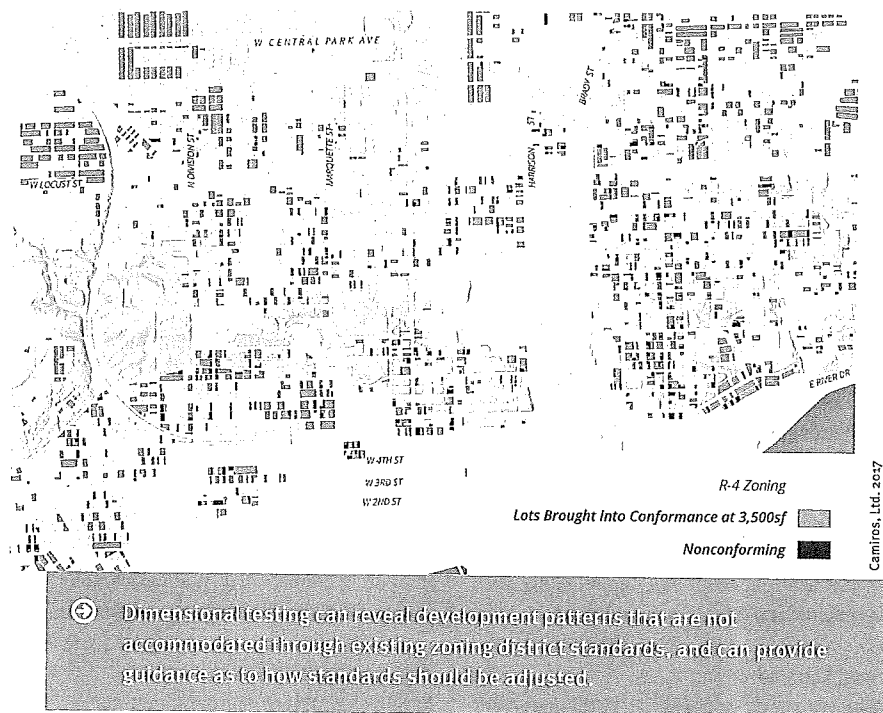 W CENTRAL PARK AVE
BRADY ST
N DIVISION ST
MARQUETTE ST
HARRISON ST
W LOCUST ST
E RIVER DR
W 4TH ST
W 3RD ST
W 2ND ST
R-4 Zoning
Lots Brought into Conformance at 3,500sf
Nonconforming
Camiros, Ltd. 2017
Dimensional testing can reveal development patterns that are not
accommodated through existing zoning district standards, and can provide
guidance as to how standards should be adjusted.